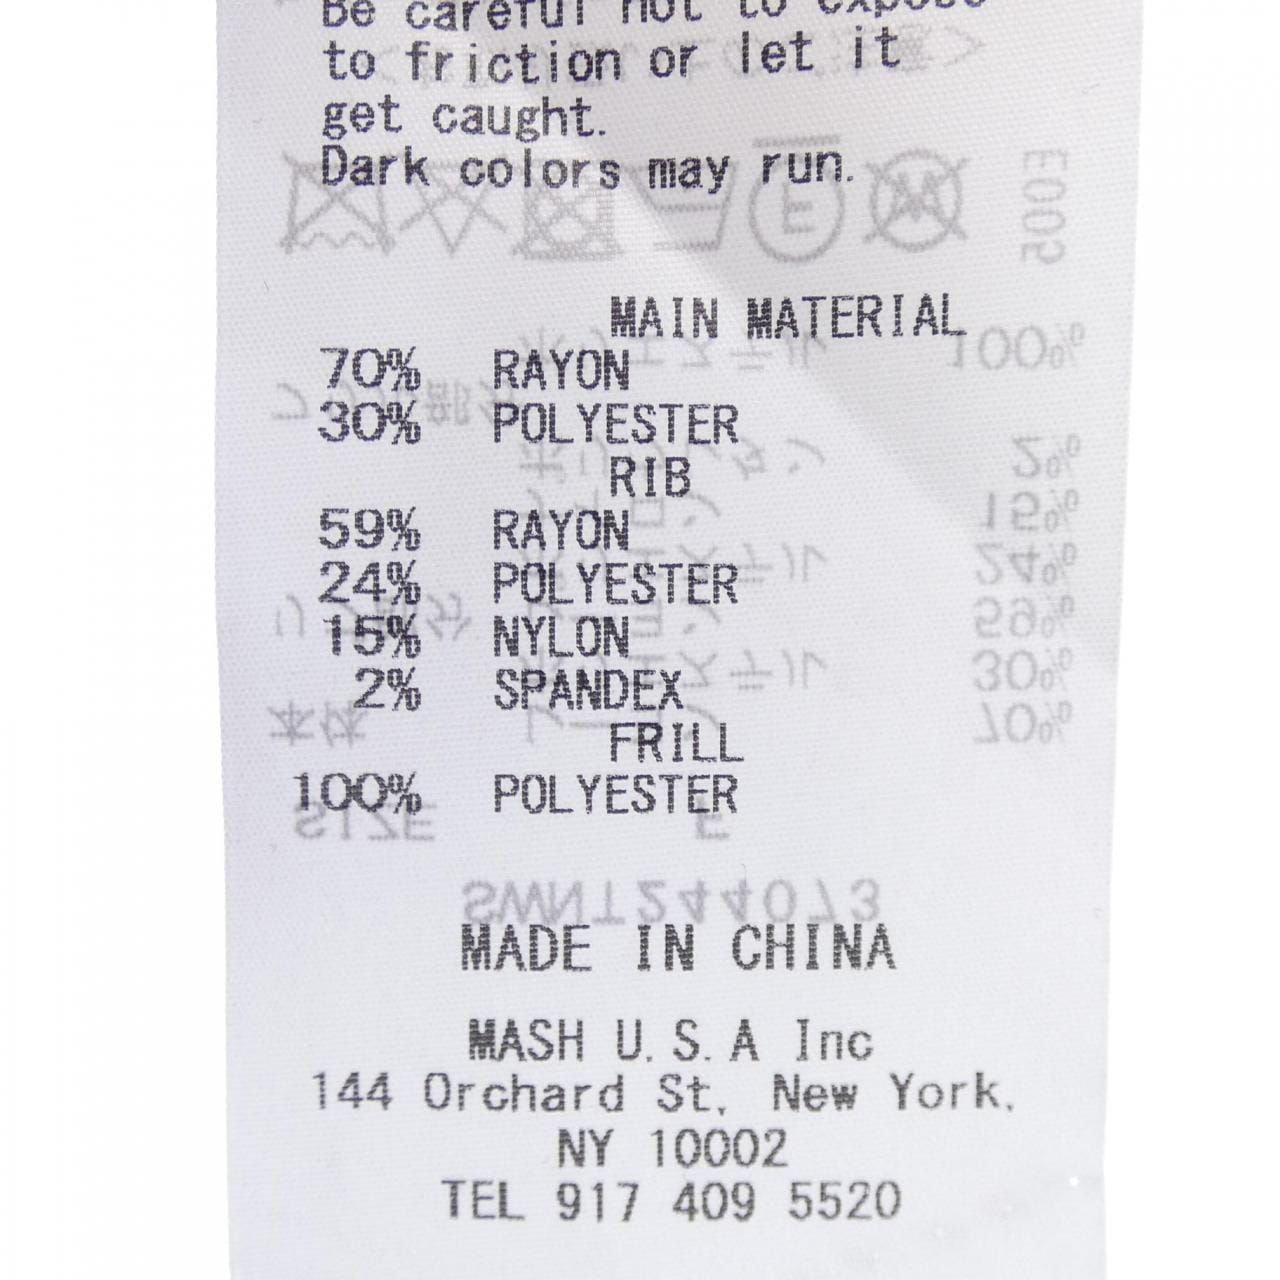 Be careful not to expose
to friction or let it
get caught.
Dark colors may run.
MAIN MATERIAL
70% RAYON
30% POLYESTER
RIB
59% RAYON
24% POLYESTER
15% NYLON
2% SPANDEX
FRILL
100% POLYESTER
MADE IN CHINA
MASH U.S.A Inc
144 Orchard St, New York,
NY 10002
TEL 917 409 5520